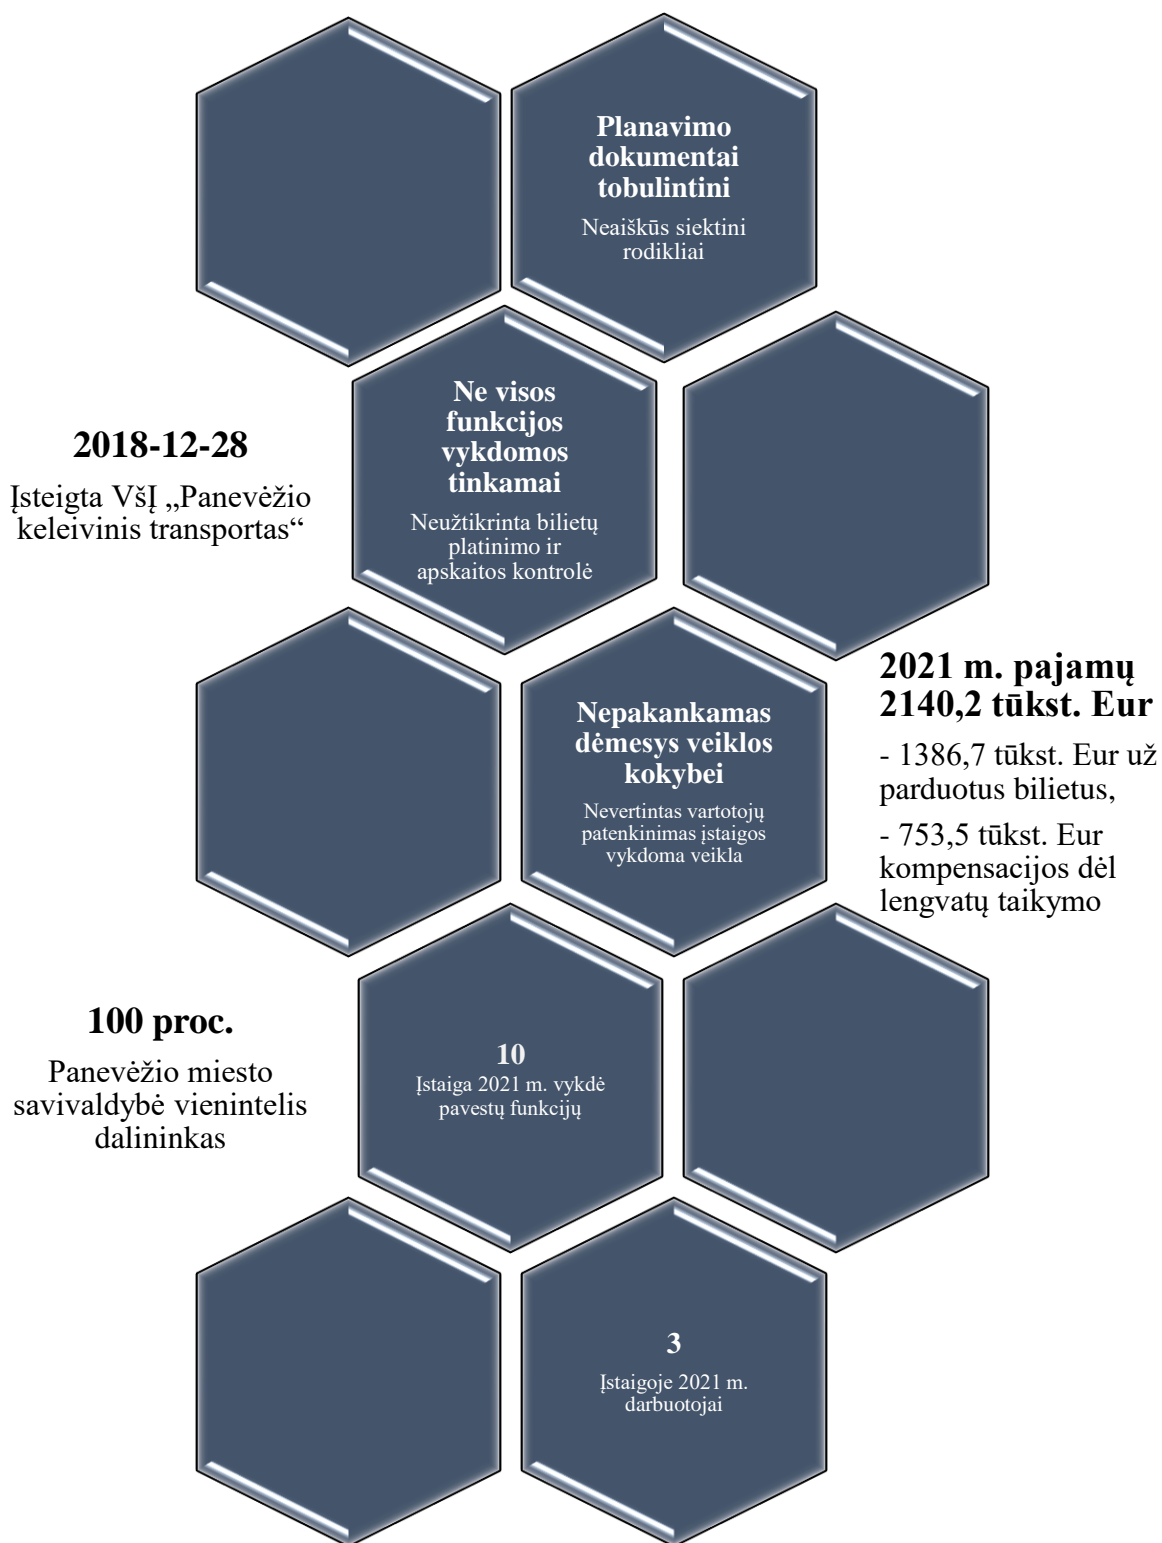 Planavimo
dokumentai
tobulintini
Neaiškūs siektini
rodikliai
Ne visos
funkcijos
vykdomos
tinkamai
Neužtikrinta bilietų
platinimo ir
apskaitos kontrolė
2018-12-28
Įsteigta VšĮ „Panevėžio
keleivinis transportas“
Nepakankamas
dėmesys veiklos
kokybei
Nevertintas vartotojų
patenkinimas įstaigos
vykdoma veikla
2021 m. pajamų
2140,2 tūkst. Eur
- 1386,7 tūkst. Eur už
parduotus bilietus,
- 753,5 tūkst. Eur
kompensacijos dėl
lengvatų taikymo
100 proc.
Panevėžio miesto
savivaldybė vienintelis
dalininkas
10
Įstaiga 2021 m. vykdė
pavestų funkcijų
3
Įstaigoje 2021 m.
darbuotojai